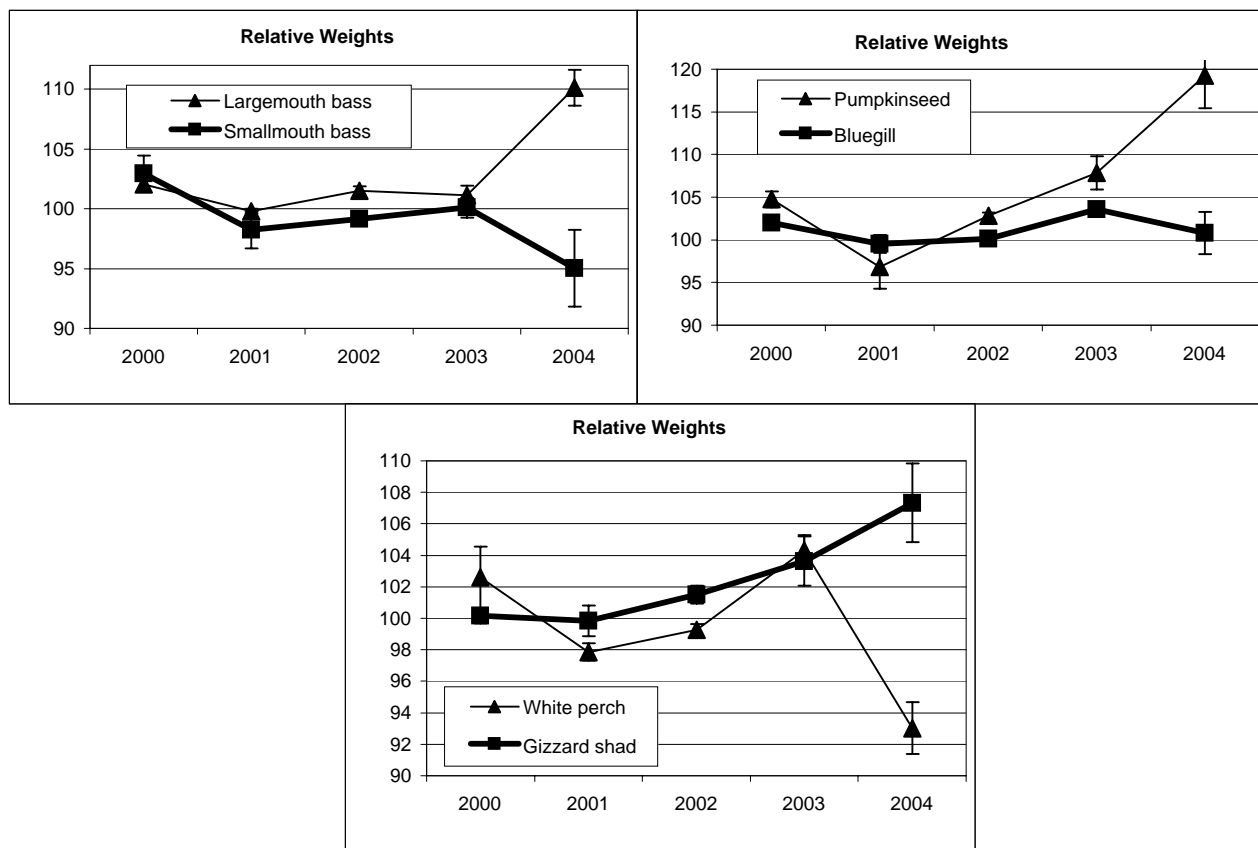 Relative Weights
110
105
100
95
90
Largemouth bass
Smallmouth bass
2000 2001 2002 2003 2004
Relative Weights
120
115
110
105
100
95
90
Pumpkinseed
Bluegill
2000 2001 2002 2003 2004
Relative Weights
110
108
106
104
102
100
98
96
94
92
90
White perch
Gizzard shad
2000 2001 2002 2003 2004